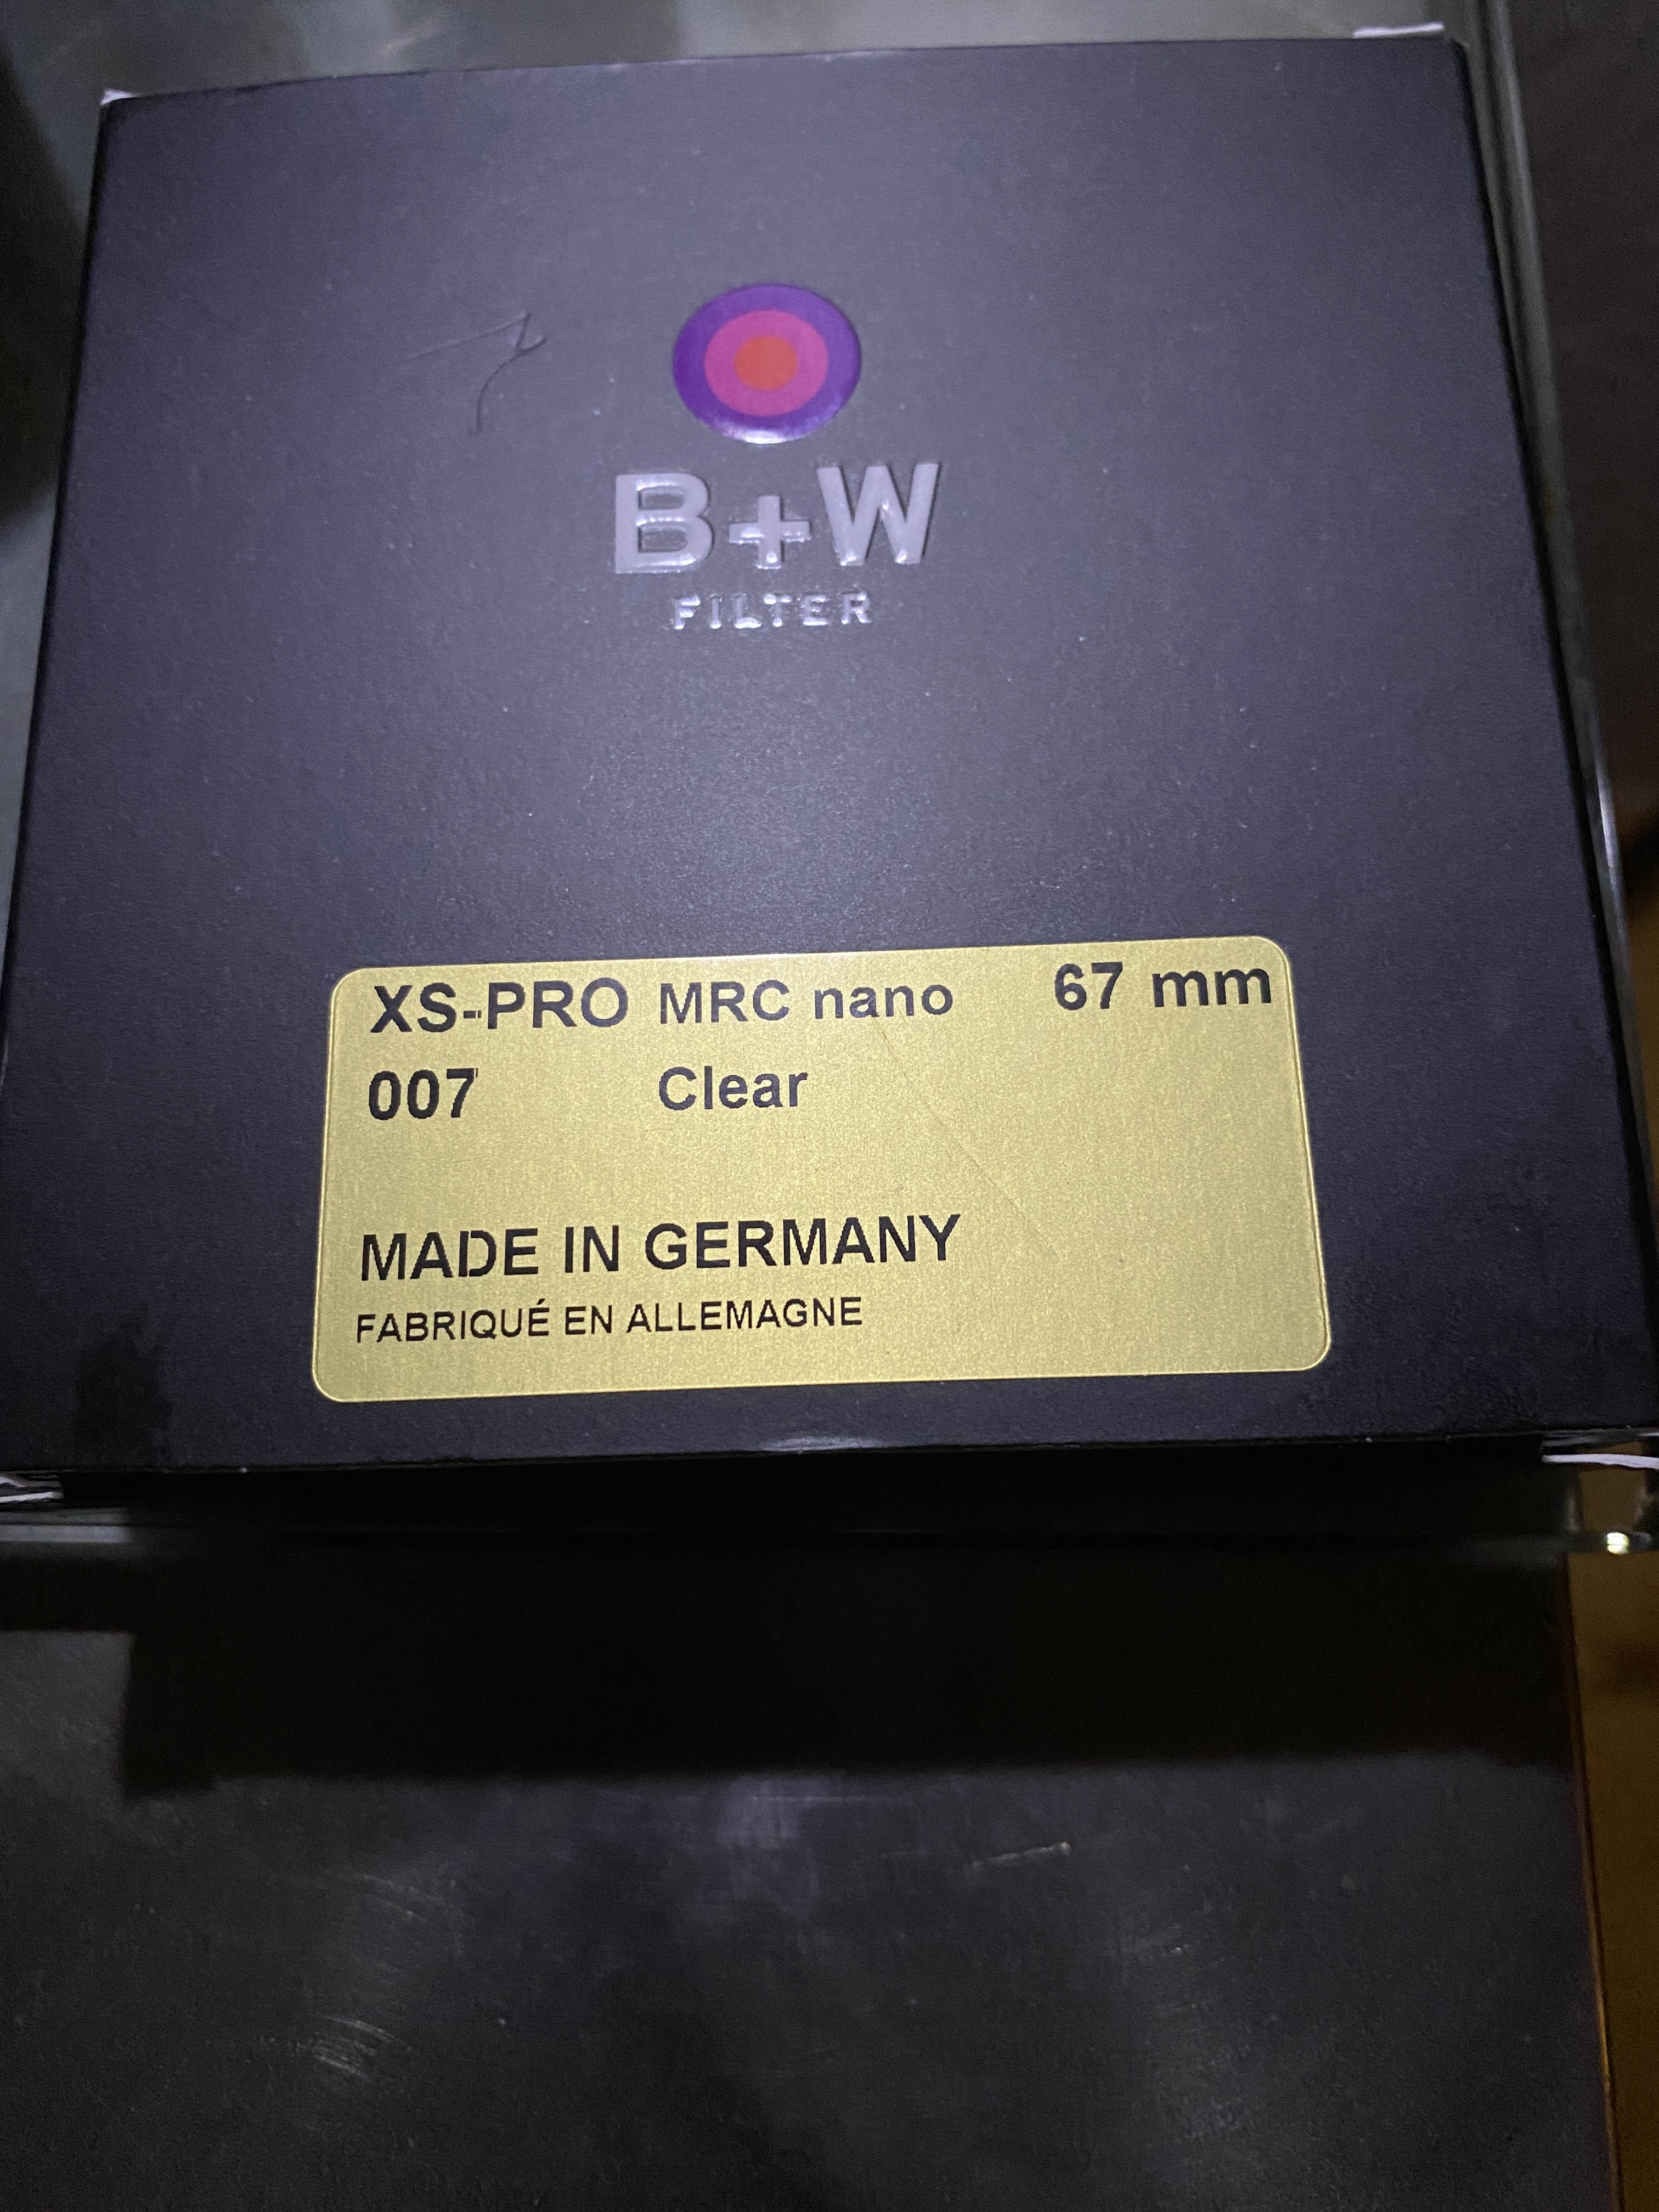 B+W
FILTER
XS-PRO MRC nano 67 mm
007 Clear
MADE IN GERMANY
FABRIQUÉ EN ALLEMAGNE